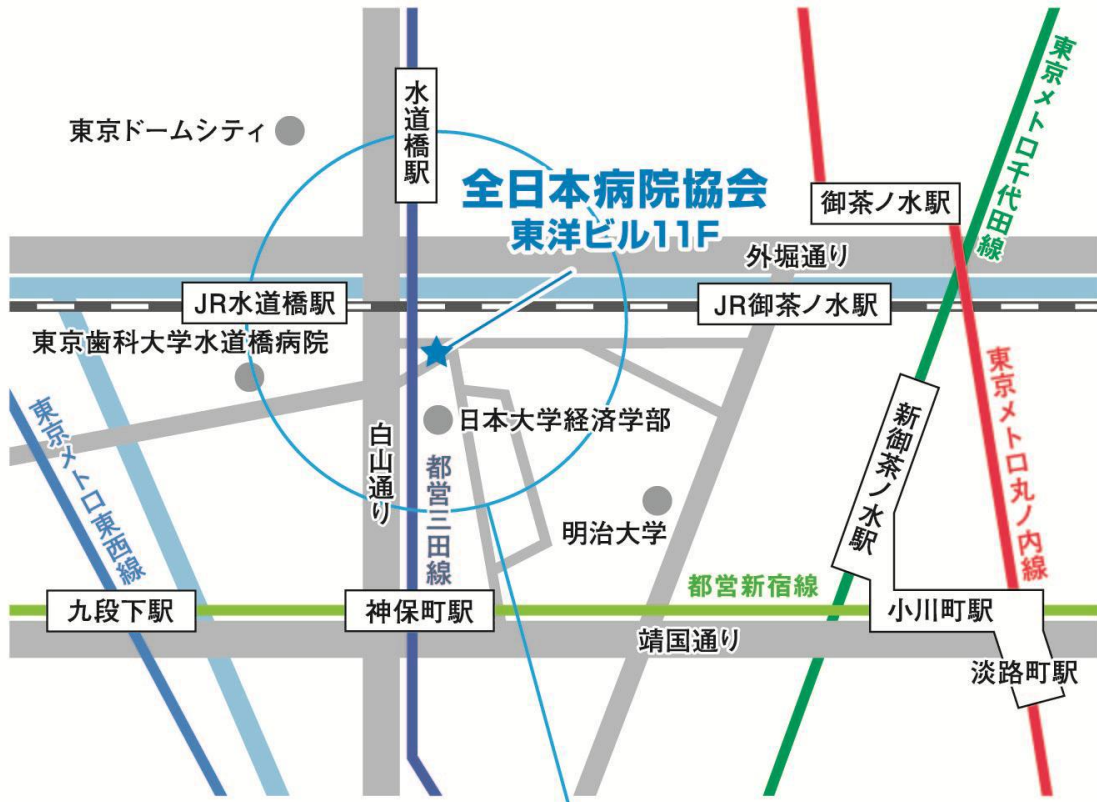 東京ドームシティ
水道橋駅
全日本病院協会
東洋ビル11F
御茶ノ水駅
東京メトロ千代田線
外堀通り
JR水道橋駅
JR御茶ノ水駅
東京歯科大学水道橋病院
東京メトロ東西線
白山通り
日本大学経済学部
都営三田線
明治大学
新御茶ノ水駅
東京メトロ丸ノ内線
都営新宿線
九段下駅
神保町駅
小川町駅
靖国通り
淡路町駅